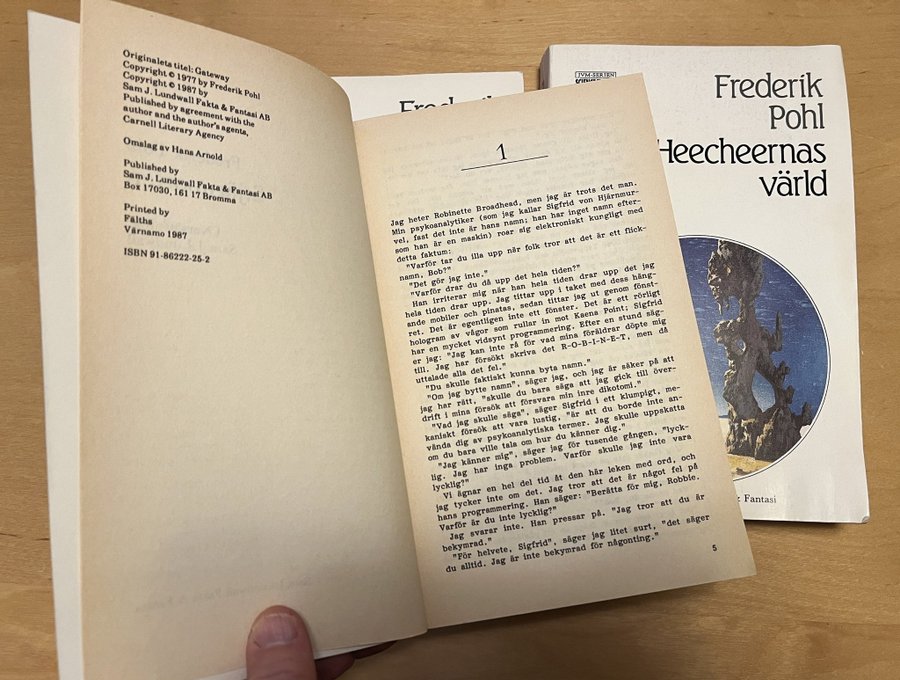 Originalets titel: Gateway
Copyright © 1977 by Frederik Pohl
Copyright © 1987 by
Sam J. Lundwall Fakta & Fantasi AB
Published by agreement with the
author and the author's agents,
Carnell Literary Agency
Omslag av Hans Arnold
Published by
Sam J. Lundwall Fakta & Fantasi AB
Box 17030, 161 17 Bromma
Printed by
Fälths
Värnamo 1987
ISBN 91-86222-25-2
1
Jag heter Robinette Broadhead, men jag är trots det man.
Min psykoanalytiker (som jag kallar Sigfrid von Hjärnmur-
vel, fast det inte är hans namn; han har inget namn efter-
som han är en maskin) roar sig elektroniskt kungligt med
detta faktum:
"Varför tar du illa upp när folk tror att det är ett flick-
namn, Bob?"
"Det gör jag inte."
"Varför drar du då upp det hela tiden?"
Han irriterar mig när han hela tiden drar upp det jag
hela tiden drar upp. Jag tittar upp i taket med dess häng-
ande mobiler och pinatas, sedan tittar jag ut genom fönst-
ret. Det är egentligen inte ett fönster. Det är ett rörligt
hologram av vågor som rullar in mot Kaena Point; Sigfrid
har en mycket vidsynt programmering. Efter en stund säg-
er jag: "Jag kan inte rå för vad mina föräldrar döpte mig
till. Jag har försökt skriva det R-O-B-I-N-E-T, men då
uttalade alla det fel."
"Du skulle faktiskt kunna byta namn."
"Om jag bytte namn", säger jag, och jag är säker på att
jag har rätt, "skulle du bara säga att jag gick till över-
drift i mina försök att försvara min inre dikotomi."
"Vad jag skulle säga", säger Sigfrid i ett klumpigt, me-
kaniskt försök att vara lustig, "är att du borde inte an-
vända dig av psykoanalytiska termer. Jag skulle uppskatta
om du bara ville tala om hur du känner dig."
"Jag känner mig", säger jag för tusende gången, "lyck-
lig. Jag har inga problem. Varför skulle jag inte vara
lycklig?"
Vi ägnar en hel del tid åt den här leken med ord, och
jag tycker inte om det. Jag tror att det är något fel på
hans programmering. Han säger: "Berätta för mig, Robbie.
Varför är du inte lycklig?"
Jag svarar inte. Han pressar på. "Jag tror att du är
bekymrad."
"För helvete, Sigfrid", säger jag litet surt, "det säger
du alltid. Jag är inte bekymrad för någonting."
5
Frederik
JVM-SERIEN
Frederik
Pohl
Heecheernas
värld
& Fantasi